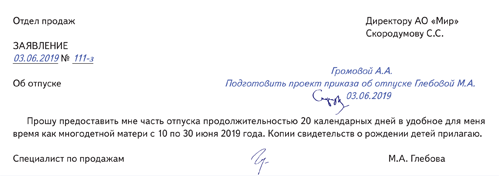 Отдел продаж
Директору АО «Мир»
Скородумову С.С.
ЗАЯВЛЕНИЕ
03.06.2019 № 111-з
Громовой А.А.
Об отпуске
Подготовить проект приказа об отпуске Глебовой М.А.
03.06.2019
Прошу предоставить мне часть отпуска продолжительностью 20 календарных дней в удобное для меня
время как многодетной матери с 10 по 30 июня 2019 года. Копии свидетельств о рождении детей прилагаю.
Специалист по продажам
М.А. Глебова